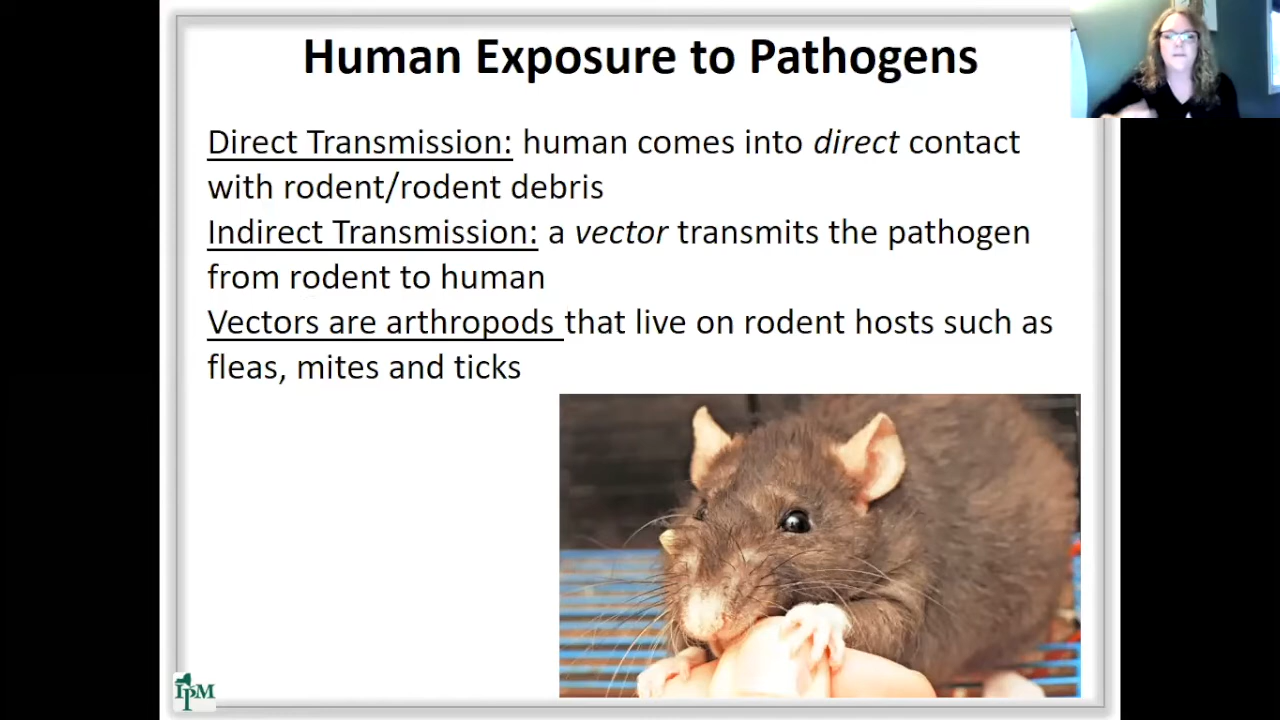 Human Exposure to Pathogens
Direct Transmission: human comes into direct contact
with rodent/rodent debris
Indirect Transmission: a vector transmits the pathogen
from rodent to human
Vectors are arthropods that live on rodent hosts such as
fleas, mites and ticks
IPM